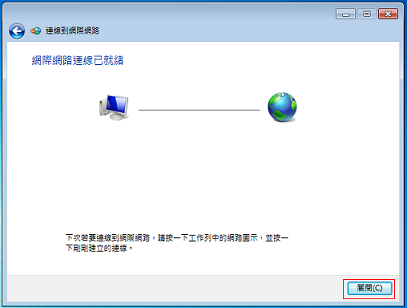 連線到網際網路
網際網路連線已就緒
下次若要連線到網際網路，請按一下工作列中的網路圖示，並按一
下剛剛建立的連線。
關閉(C)